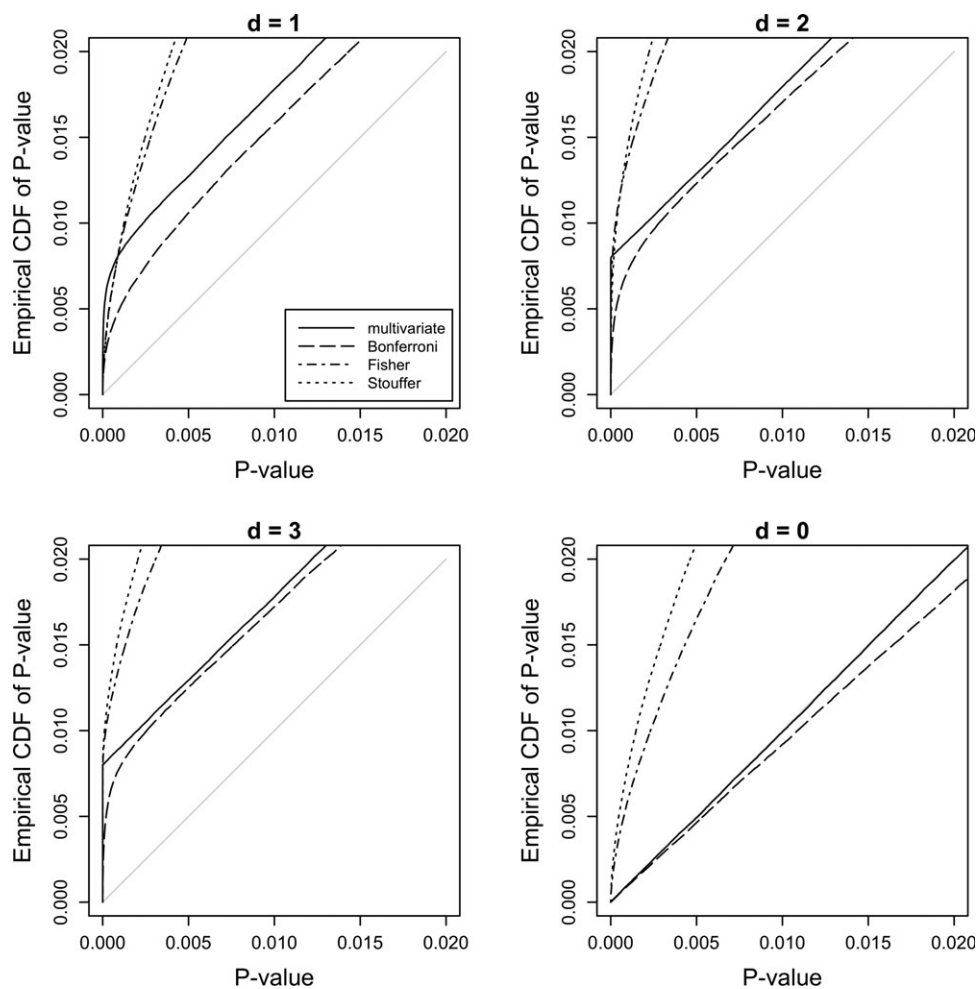 d = 1
Empirical CDF of P-value
0.020
0.015
0.010
0.005
0.000
multivariate
Bonferroni
Fisher
Stouffer
0.000 0.005 0.010 0.015 0.020
P-value
d = 2
Empirical CDF of P-value
0.020
0.015
0.010
0.005
0.000
0.000 0.005 0.010 0.015 0.020
P-value
d = 3
Empirical CDF of P-value
0.020
0.015
0.010
0.005
0.000
0.000 0.005 0.010 0.015 0.020
P-value
d = 0
Empirical CDF of P-value
0.020
0.015
0.010
0.005
0.000
0.000 0.005 0.010 0.015 0.020
P-value